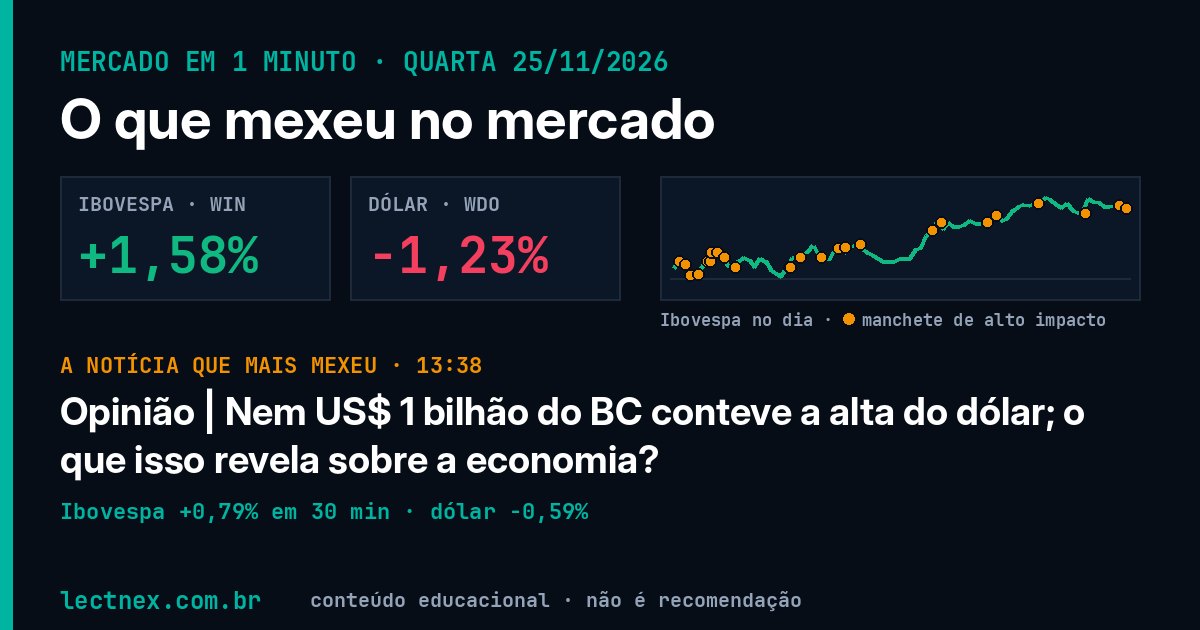 MERCADO EM 1 MINUTO · QUARTA 25/11/2026
O que mexeu no mercado
IBOVESPA · WIN
+1,58%
DÓLAR · WDO
-1,23%
Ibovespa no dia · manchete de alto impacto
A NOTÍCIA QUE MAIS MEXEU · 13:38
Opinião | Nem US$ 1 bilhão do BC conteve a alta do dólar; o
que isso revela sobre a economia?
Ibovespa +0,79% em 30 min · dólar -0,59%
lectnex.com.br
conteúdo educacional · não é recomendação